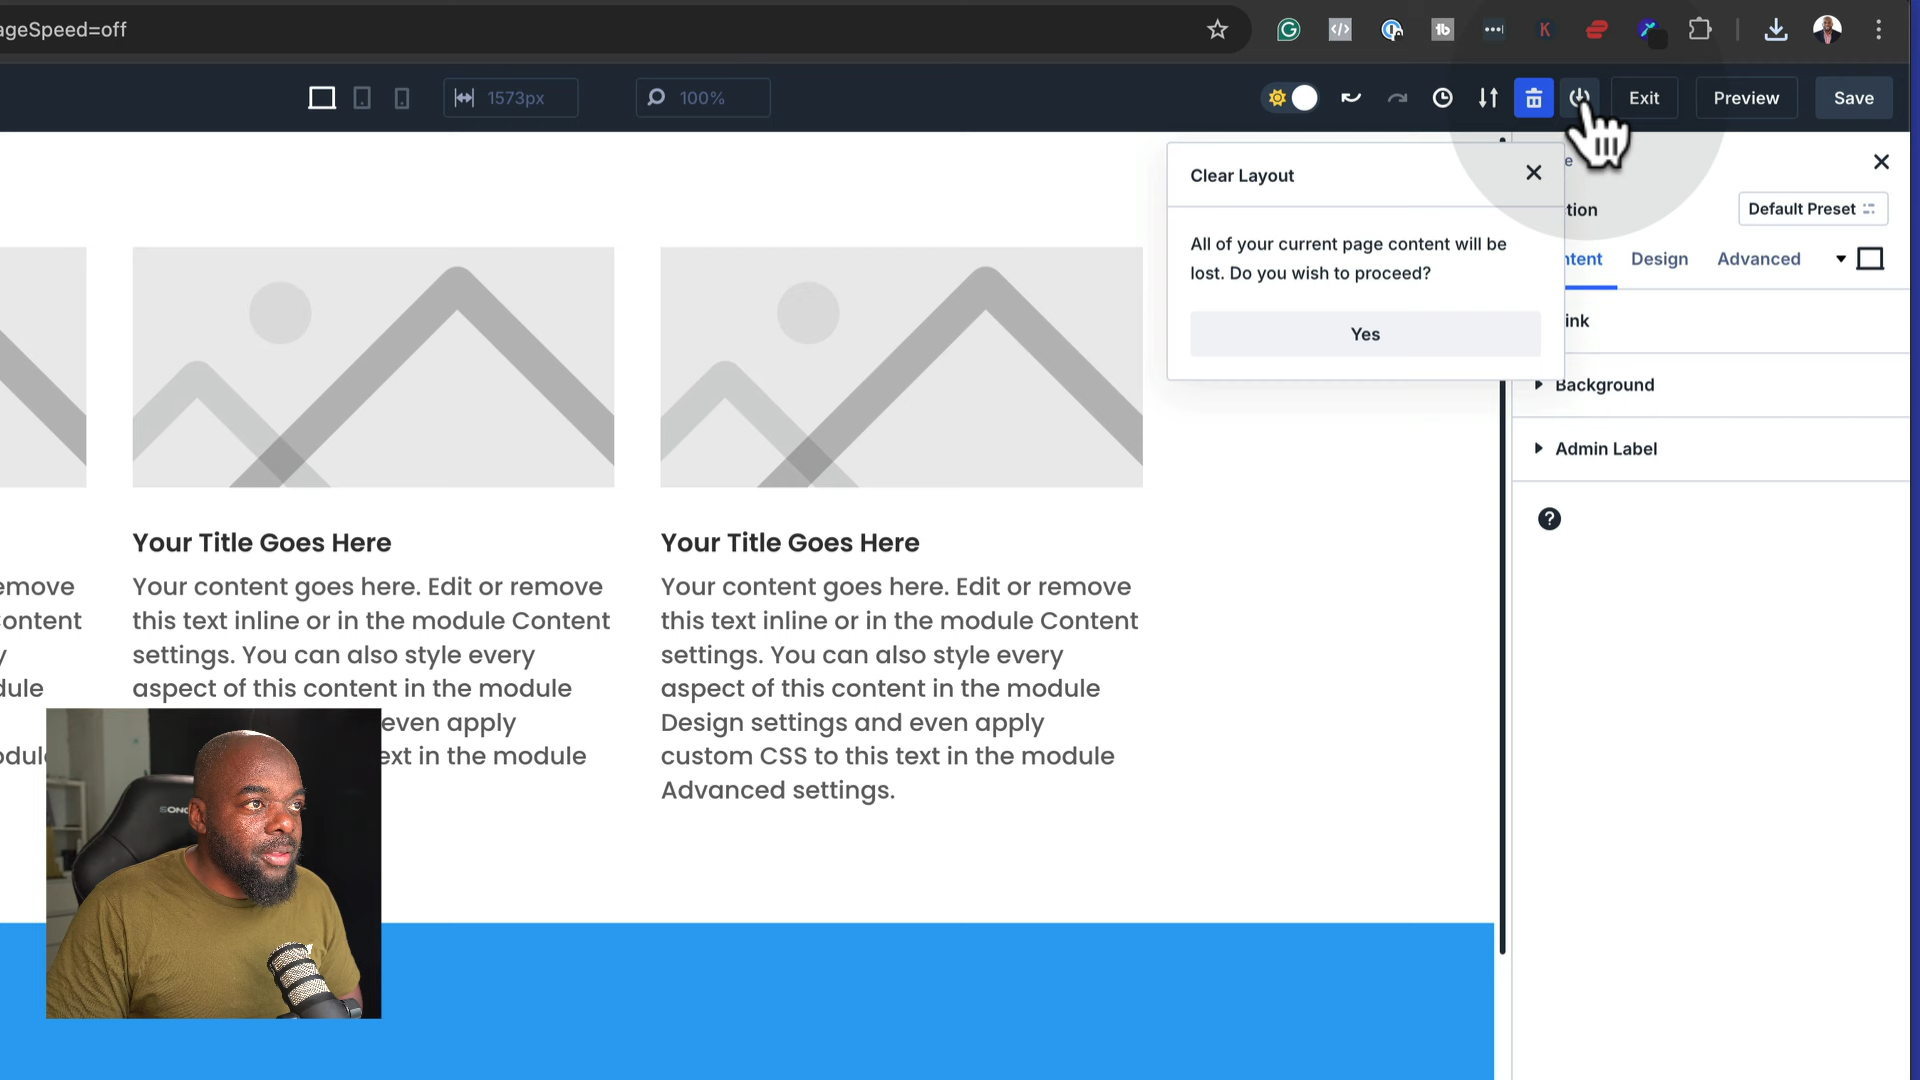 ageSpeed=off
1573px
100%
Exit
Preview
Save
Clear Layout
All of your current page content will be
lost. Do you wish to proceed?
Yes
e
tion
Default Preset
ntent
Design
Advanced
ink
Background
Admin Label
Your Title Goes Here
Your Title Goes Here
emove
ontent
y
dule
odule
Your content goes here. Edit or remove
this text inline or in the module Content
settings. You can also style every
aspect of this content in the module
even apply
ext in the module
Your content goes here. Edit or remove
this text inline or in the module Content
settings. You can also style every
aspect of this content in the module
Design settings and even apply
custom CSS to this text in the module
Advanced settings.